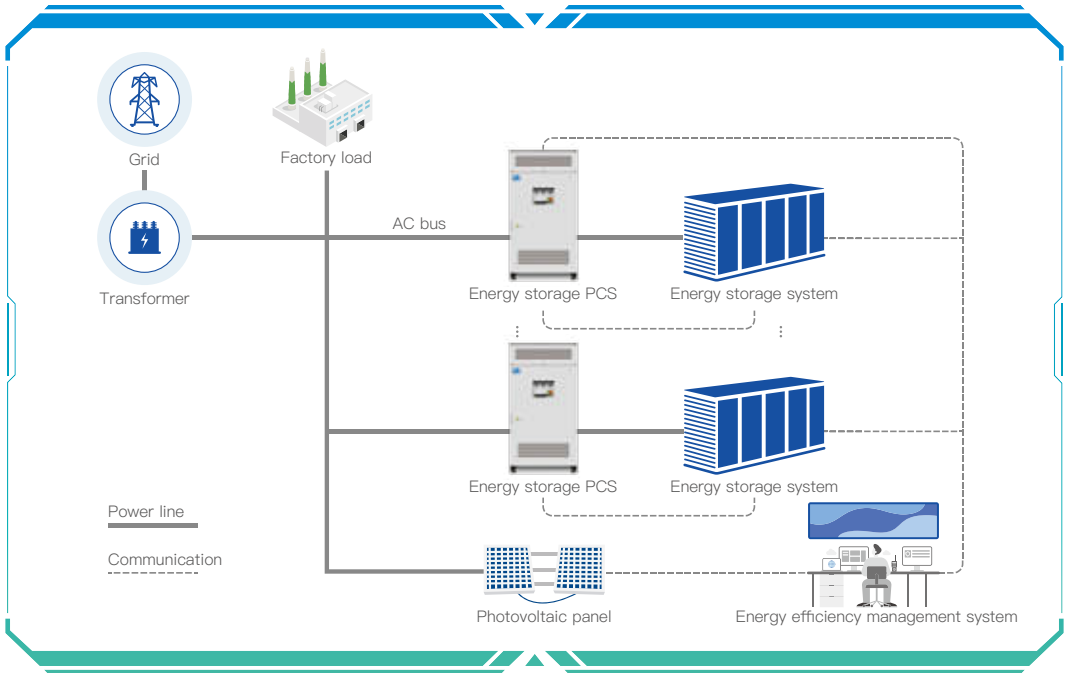 Grid
Factory load
AC bus
Transformer
Energy storage PCS
Energy storage system
Energy storage PCS
Energy storage system
Power line
Communication
Photovoltaic panel
Energy efficiency management system